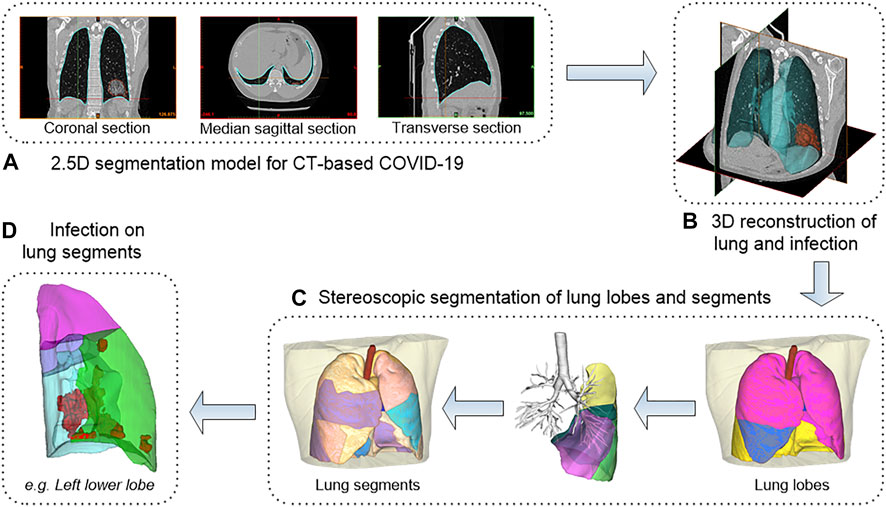 Coronal section
Median sagittal section
Transverse section
A 2.5D segmentation model for CT-based COVID-19
B 3D reconstruction of
lung and infection
C Stereoscopic segmentation of lung lobes and segments
Lung segments
Lung lobes
D Infection on
lung segments
e.g. Left lower lobe